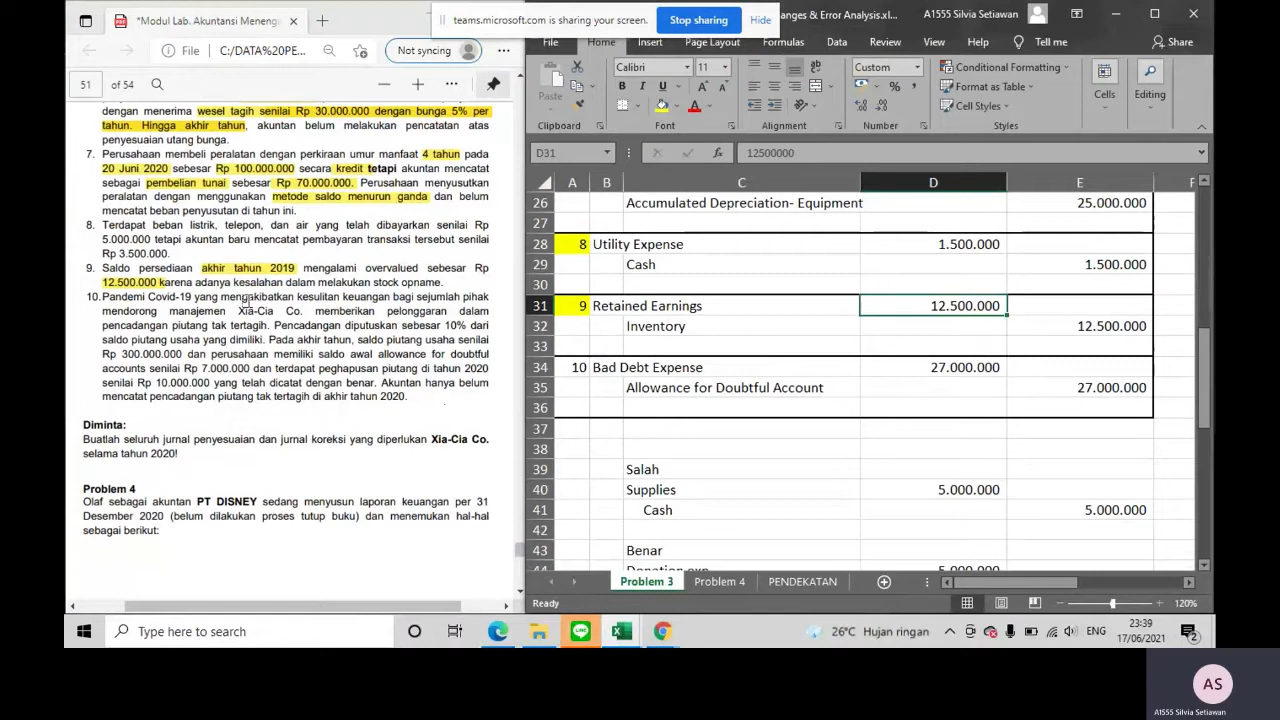 *Modul Lab. Akuntansi Meneng
teams.microsoft.com is sharing your screen.
Stop sharing
Hide
nges & Error Analysis.xl...
A1555 Silvia Setiawan
File
C:/DATA%20PE...
Not syncing
File
Home
Insert
Page Layout
Formulas
Data
Review
View
Help
Tell me
Share
51
of 54
Paste
Clipboard
Calibri
11
B I U
Font
Alignment
Custom
Number
Conditional Formatting
Format as Table
Cell Styles
Styles
Cells
Editing
D31
fx
12500000
dengan menerima wesel tagih senilai Rp 30.000.000 dengan bunga 5% per
tahun. Hingga akhir tahun, akuntan belum melakukan pencatatan atas
penyesuaian utang bunga.
7. Perusahaan membeli peralatan dengan perkiraan umur manfaat 4 tahun pada
20 Juni 2020 sebesar Rp 100.000.000 secara kredit tetapi akuntan mencatat
sebagai pembelian tunai sebesar Rp 70.000.000. Perusahaan menyusutkan
peralatan dengan menggunakan metode saldo menurun ganda dan belum
mencatat beban penyusutan di tahun ini.
8. Terdapat beban listrik, telepon, dan air yang telah dibayarkan senilai Rp
5.000.000 tetapi akuntan baru mencatat pembayaran transaksi tersebut senilai
Rp 3.500.000.
9. Saldo persediaan akhir tahun 2019 mengalami overvalued sebesar Rp
12.500.000 karena adanya kesalahan dalam melakukan stock opname.
10. Pandemi Covid-19 yang mengakibatkan kesulitan keuangan bagi sejumlah pihak
mendorong manajemen Xia-Cia Co. memberikan pelonggaran dalam
pencadangan piutang tak tertagih. Pencadangan diputuskan sebesar 10% dari
saldo piutang usaha yang dimiliki. Pada akhir tahun, saldo piutang usaha senilai
Rp 300.000.000 dan perusahaan memiliki saldo awal allowance for doubtful
accounts senilai Rp 7.000.000 dan terdapat peghapusan piutang di tahun 2020
senilai Rp 10.000.000 yang telah dicatat dengan benar. Akuntan hanya belum
mencatat pencadangan piutang tak tertagih di akhir tahun 2020.
Diminta:
Buatlah seluruh jurnal penyesuaian dan jurnal koreksi yang diperlukan Xia-Cia Co.
selama tahun 2020!
Problem 4
Olaf sebagai akuntan PT DISNEY sedang menyusun laporan keuangan per 31
Desember 2020 (belum dilakukan proses tutup buku) dan menemukan hal-hal
sebagai berikut:
A B C D E F
26 Accumulated Depreciation- Equipment 25.000.000
27
28 8 Utility Expense 1.500.000
29 Cash 1.500.000
30
31 9 Retained Earnings 12.500.000
32 Inventory 12.500.000
33
34 10 Bad Debt Expense 27.000.000
35 Allowance for Doubtful Account 27.000.000
36
37
38
39 Salah
40 Supplies 5.000.000
41 Cash 5.000.000
42
43 Benar
44 Donation exp 5.000.000
Problem 3
Problem 4
PENDEKATAN
Ready
120%
Type here to search
26°C Hujan ringan
ENG
23:39
17/06/2021
2
AS
A1555 Silvia Setiawan